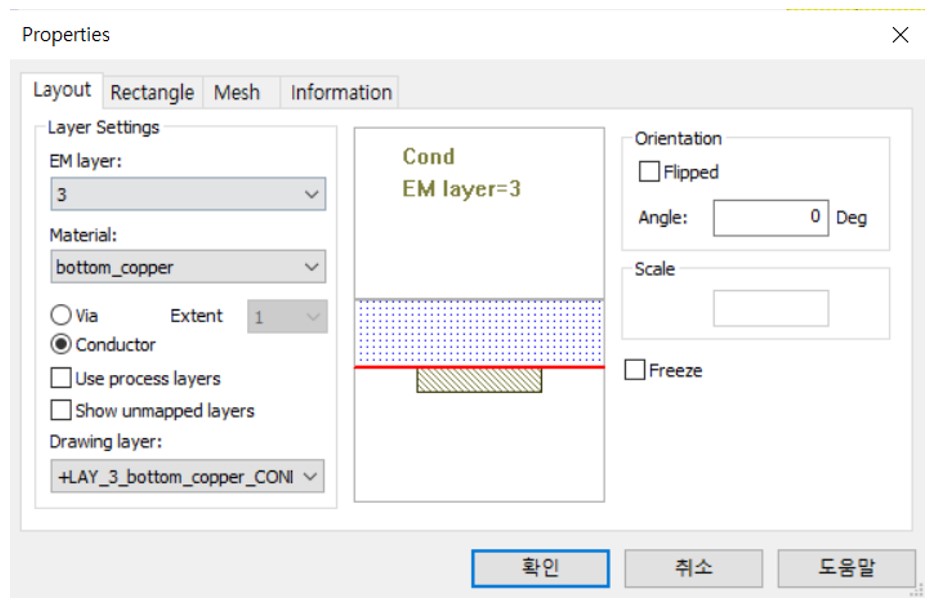 Properties
Layout
Rectangle
Mesh
Information
Layer Settings
EM layer:
3
Material:
bottom_copper
Via
Extent
1
Conductor
Use process layers
Show unmapped layers
Drawing layer:
+LAY_3_bottom_copper_CONI
Cond
EM layer=3
Orientation
Flipped
Angle:
0
Deg
Scale
Freeze
확인
취소
도움말